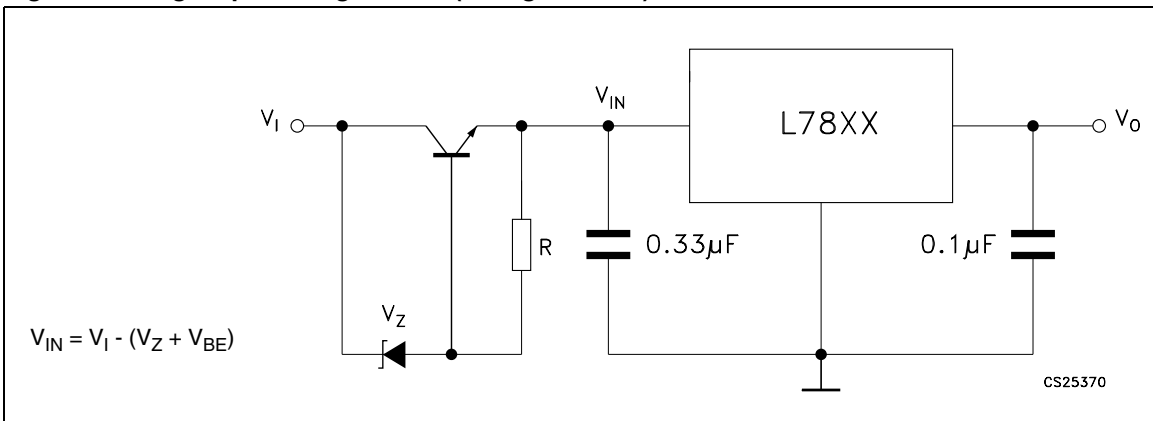 V_I
V_IN
L78XX
V_O
R
0.33µF
0.1µF
V_Z
V_IN = V_I - (V_Z + V_BE)
CS25370